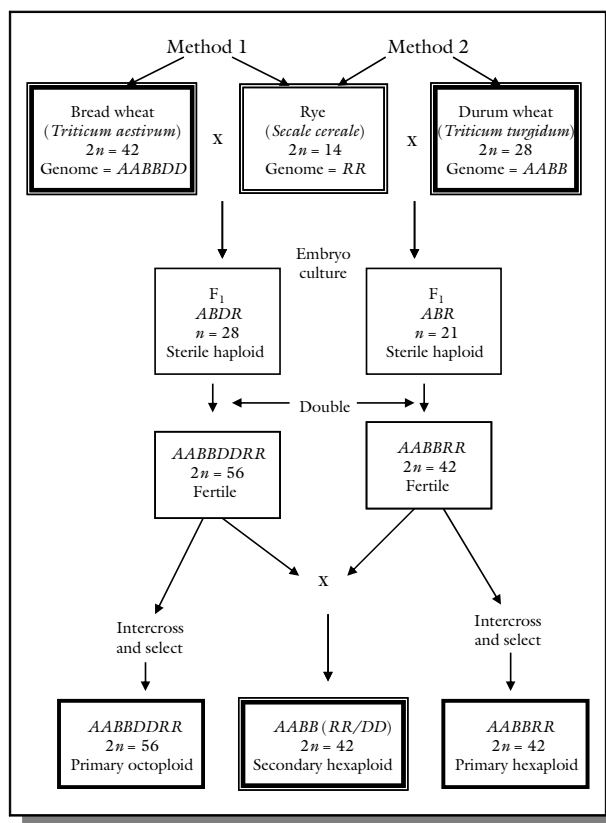 Method 1
Method 2
Bread wheat
(Triticum aestivum)
2n = 42
Genome = AABBDD
x
Rye
(Secale cereale)
2n = 14
Genome = RR
x
Durum wheat
(Triticum turgidum)
2n = 28
Genome = AABB
Embryo
culture
F₁
ABDR
n = 28
Sterile haploid
F₁
ABR
n = 21
Sterile haploid
Double
AABBDDRR
2n = 56
Fertile
AABBRR
2n = 42
Fertile
x
Intercross
and select
Intercross
and select
AABBDDRR
2n = 56
Primary octoploid
AABB (RR/DD)
2n = 42
Secondary hexaploid
AABBRR
2n = 42
Primary hexaploid